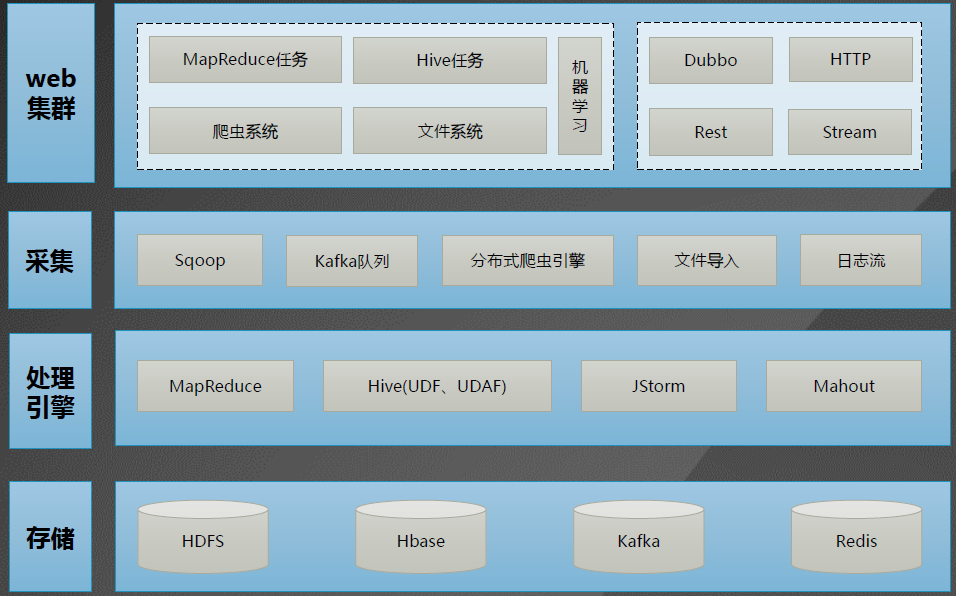 web
集群
MapReduce任务
Hive任务
爬虫系统
文件系统
机
器
学
习
Dubbo
HTTP
Rest
Stream
采集
Sqoop
Kafka队列
分布式爬虫引擎
文件导入
日志流
处理
引擎
MapReduce
Hive(UDF、UDAF)
JStorm
Mahout
存储
HDFS
Hbase
Kafka
Redis